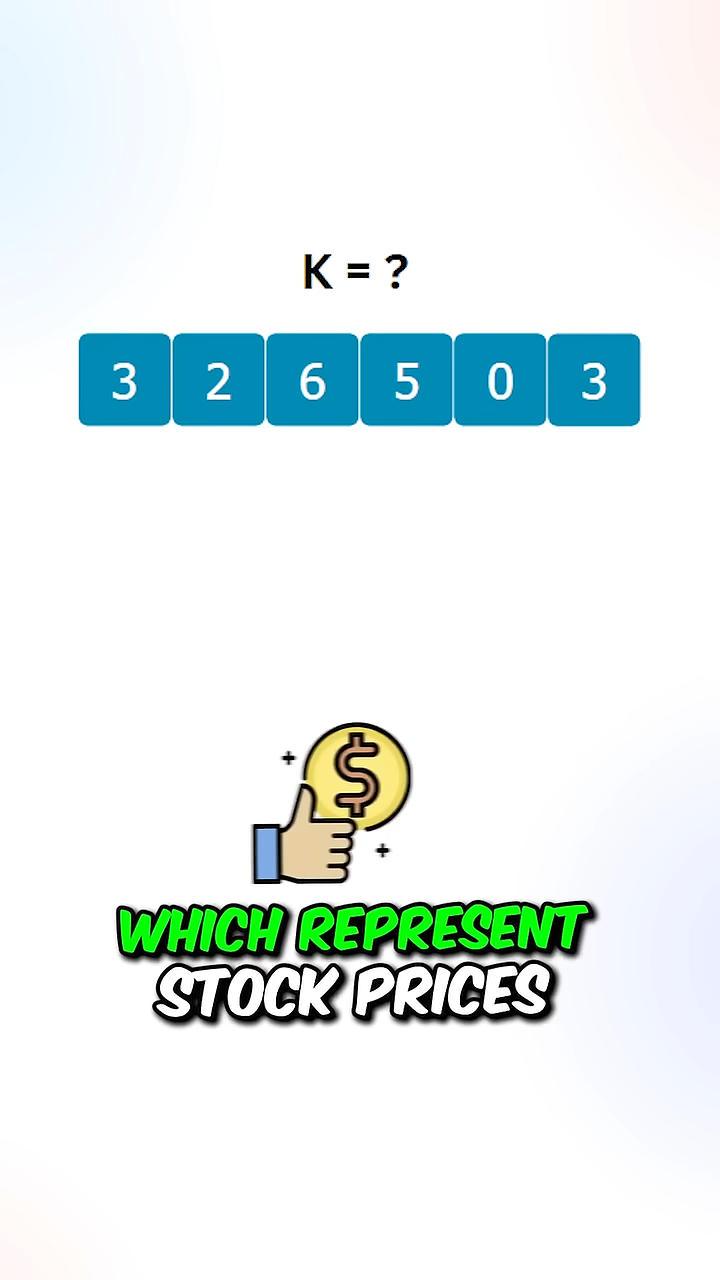 K = ?
3 2 6 5 0 3
$
WHICH REPRESENT
STOCK PRICES